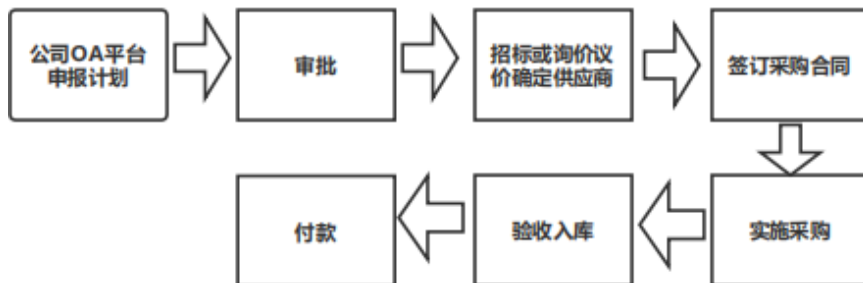 公司OA平台
申报计划
审批
招标或询价议
价确定供应商
签订采购合同
实施采购
验收入库
付款